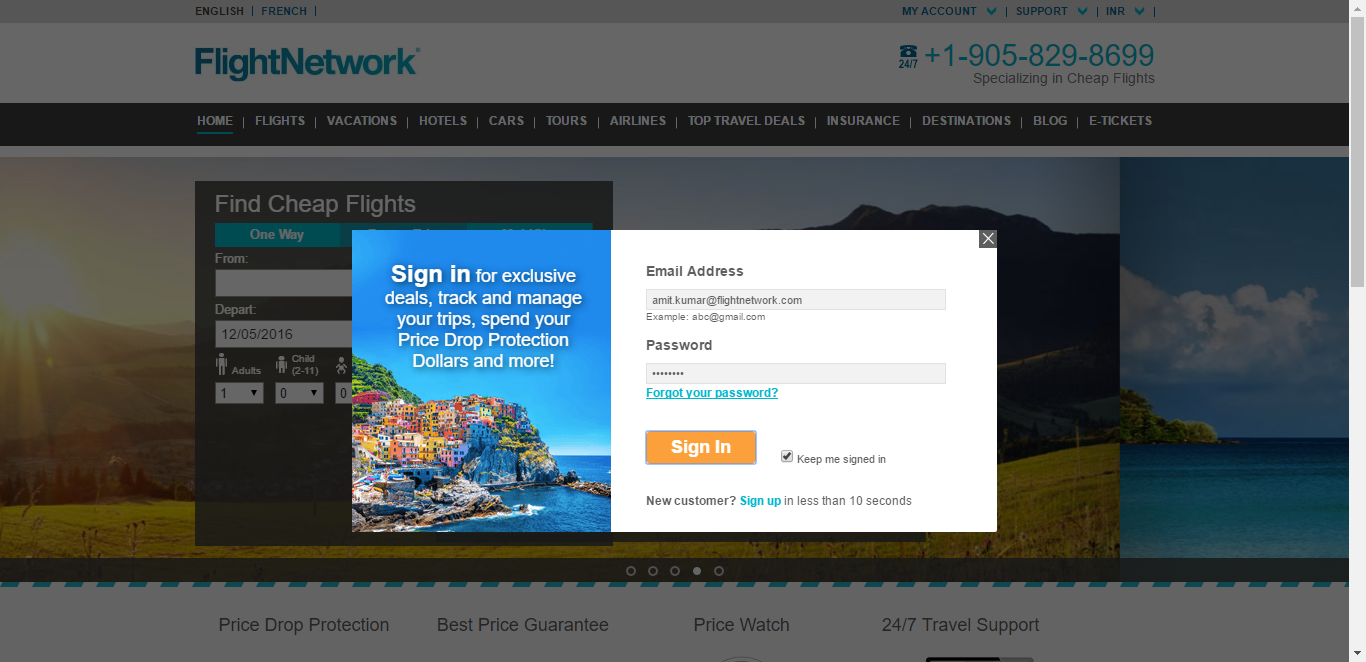 ENGLISH | FRENCH |
MY ACCOUNT | SUPPORT | INR |
FlightNetwork®
24/7 +1-905-829-8699
Specializing in Cheap Flights
HOME | FLIGHTS | VACATIONS | HOTELS | CARS | TOURS | AIRLINES | TOP TRAVEL DEALS | INSURANCE | DESTINATIONS | BLOG | E-TICKETS
Find Cheap Flights
One Way
From:
Depart:
12/05/2016
Adults
Child
(2-11)
1 0 0
Sign in for exclusive
deals, track and manage
your trips, spend your
Price Drop Protection
Dollars and more!
Email Address
amit.kumar@flightnetwork.com
Example: abc@gmail.com
Password
••••••••
Forgot your password?
Sign In
Keep me signed in
New customer? Sign up in less than 10 seconds
Price Drop Protection
Best Price Guarantee
Price Watch
24/7 Travel Support